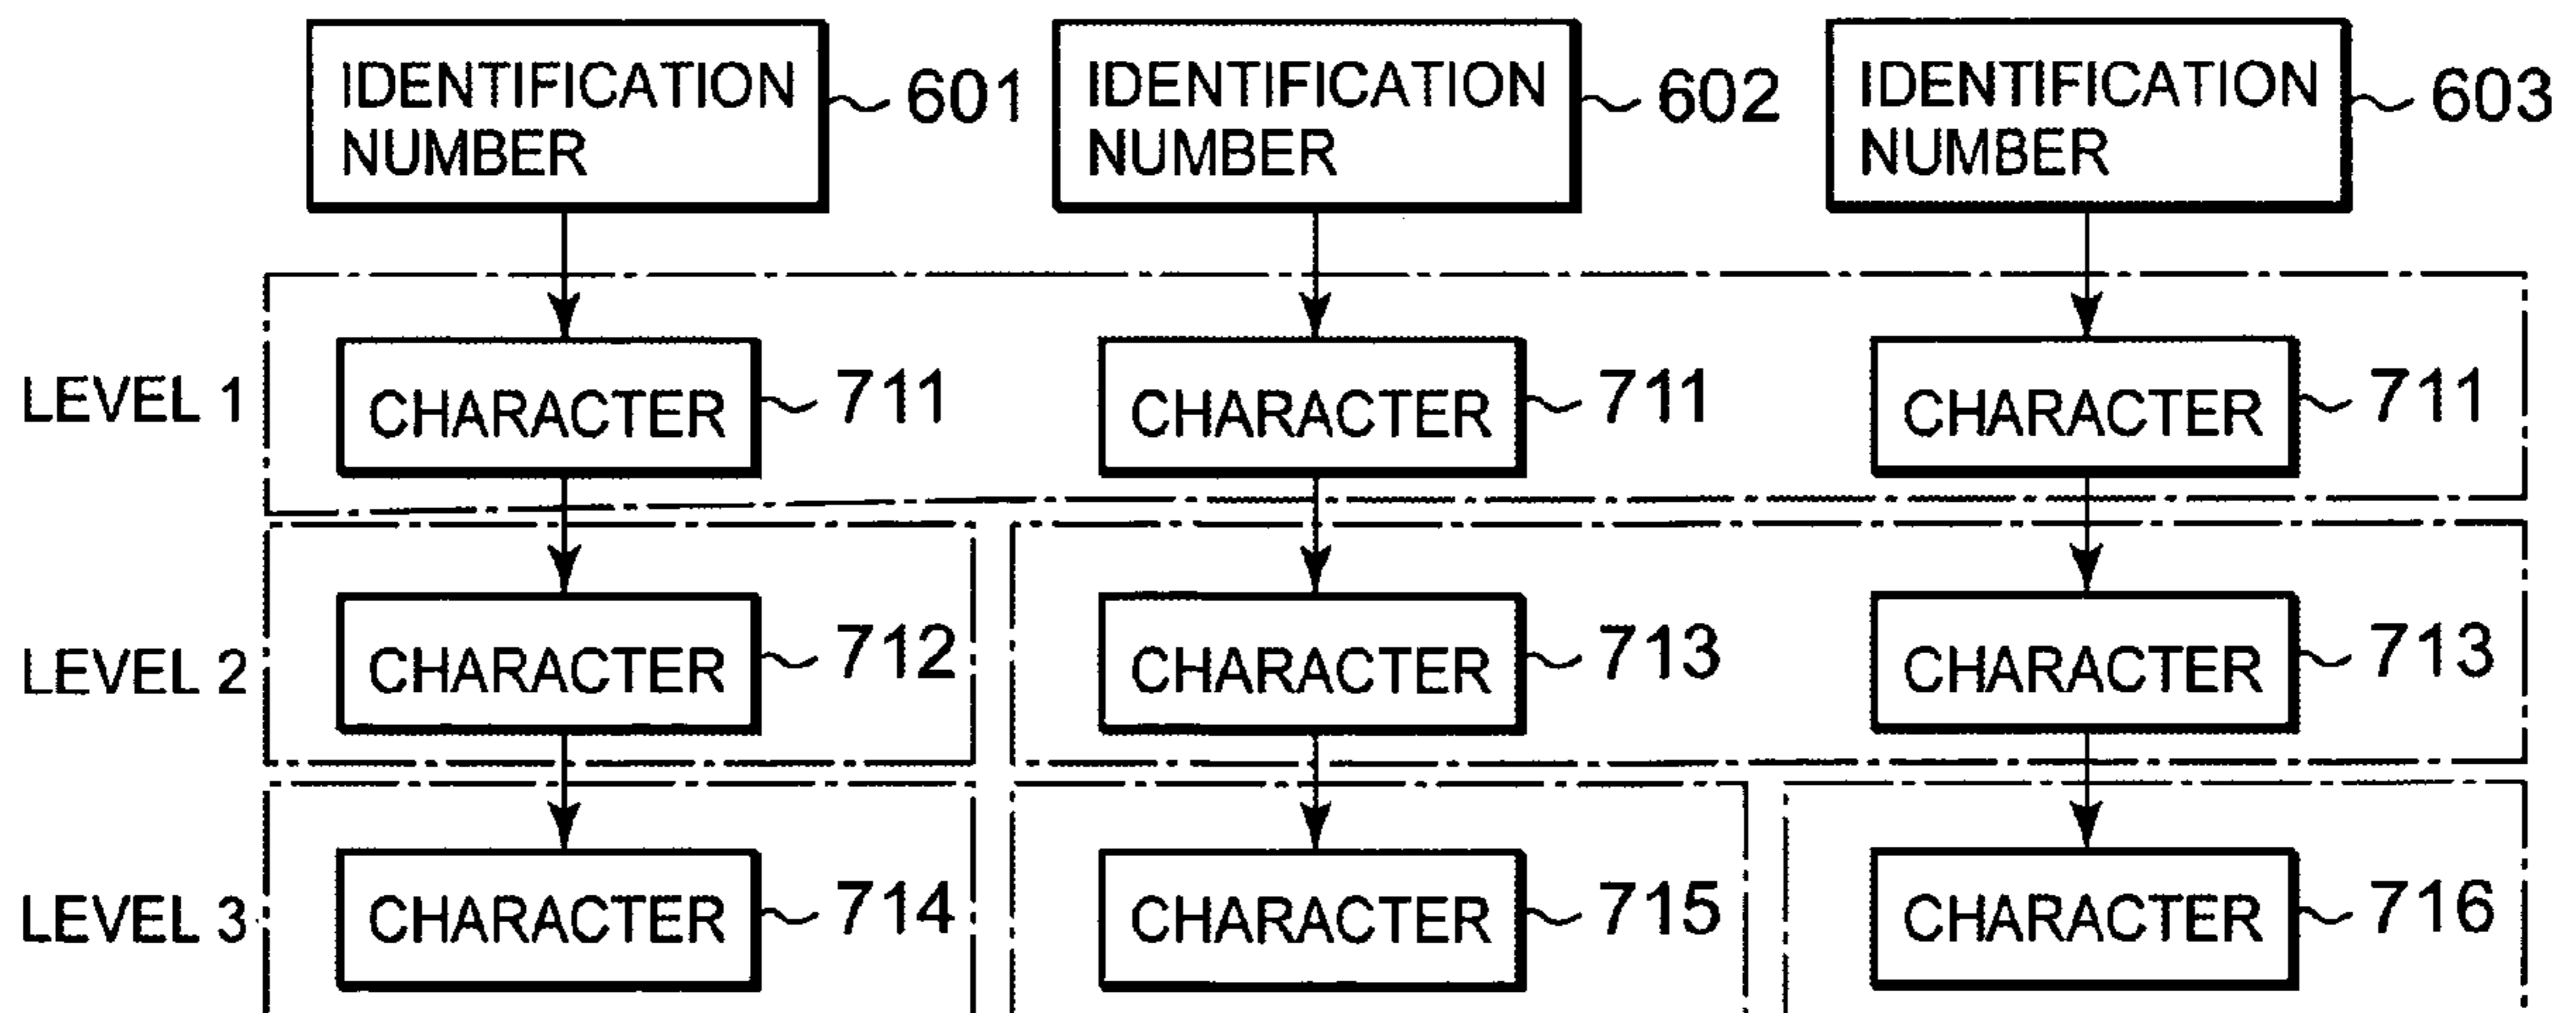 IDENTIFICATION
NUMBER
601
IDENTIFICATION
NUMBER
602
IDENTIFICATION
NUMBER
603
LEVEL 1
CHARACTER
711
CHARACTER
711
CHARACTER
711
LEVEL 2
CHARACTER
712
CHARACTER
713
CHARACTER
713
LEVEL 3
CHARACTER
714
CHARACTER
715
CHARACTER
716